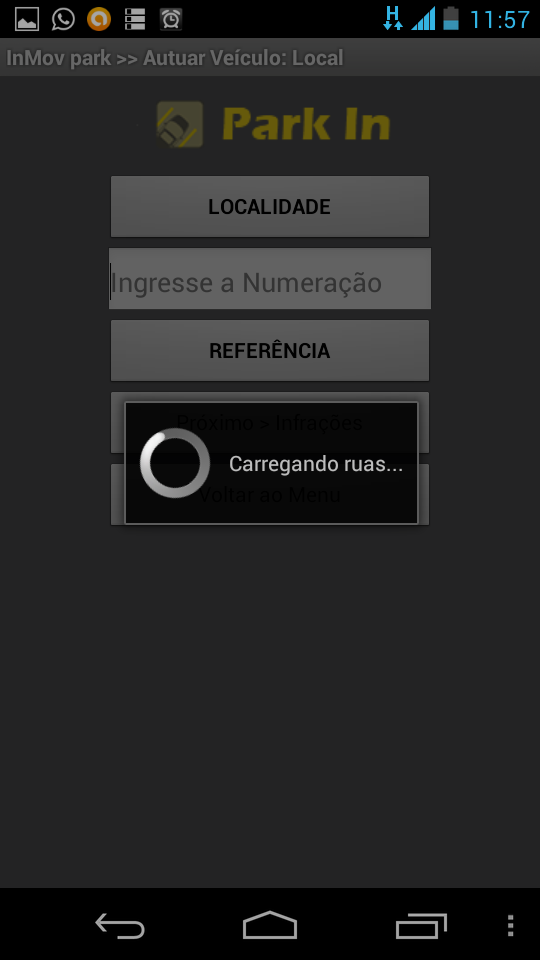 H 11:57
InMov park >> Autuar Veículo: Local
Park In
LOCALIDADE
Ingresse a Numeração
REFERÊNCIA
Próximo > Infrações
Carregando ruas...
Voltar ao Menu